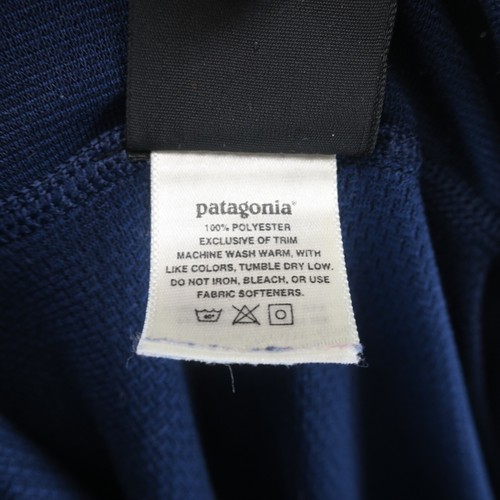 patagonia®
100% POLYESTER
EXCLUSIVE OF TRIM
MACHINE WASH WARM, WITH
LIKE COLORS, TUMBLE DRY LOW.
DO NOT IRON, BLEACH, OR USE
FABRIC SOFTENERS.
40°